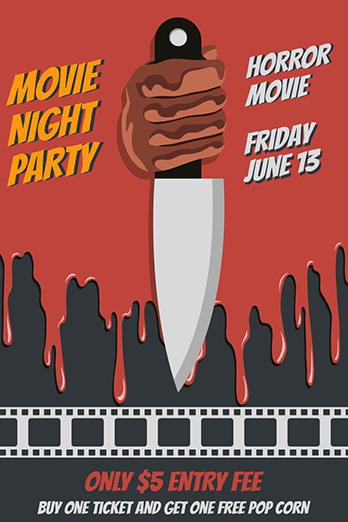 MOVIE
NIGHT
PARTY
HORROR
MOVIE
FRIDAY
JUNE 13
ONLY $5 ENTRY FEE
BUY ONE TICKET AND GET ONE FREE POP CORN